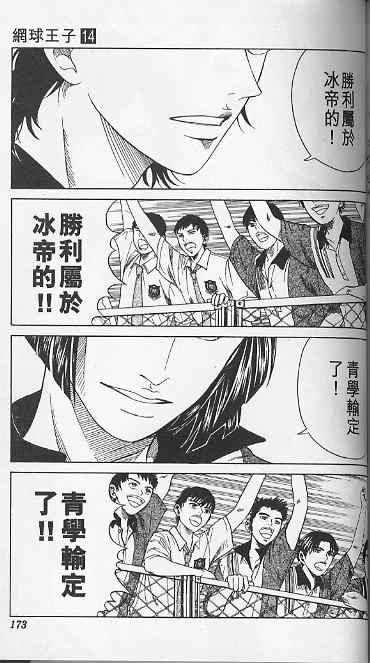 網球王子 14
勝利屬於
冰帝的！
勝利屬於
冰帝的!!
青學輸定
了！
青學輸定
了!!
173